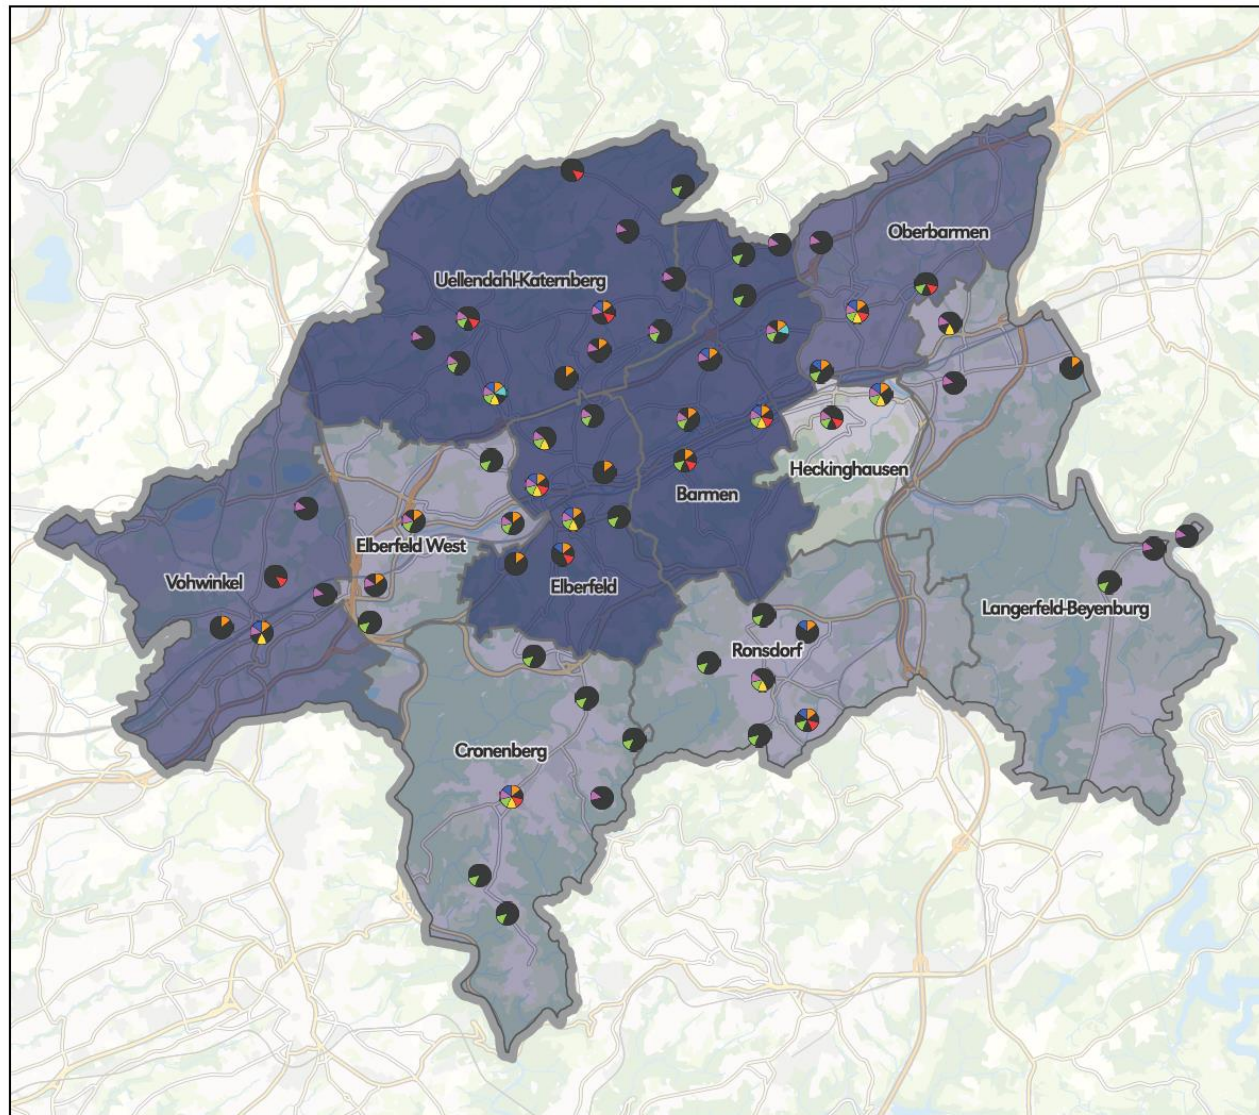 Oberbarmen
Uellendahl-Katernberg
Heckinghausen
Barmen
Elberfeld West
Vohwinkel
Elberfeld
Langerfeld-Beyenburg
Ronsdorf
Cronenberg